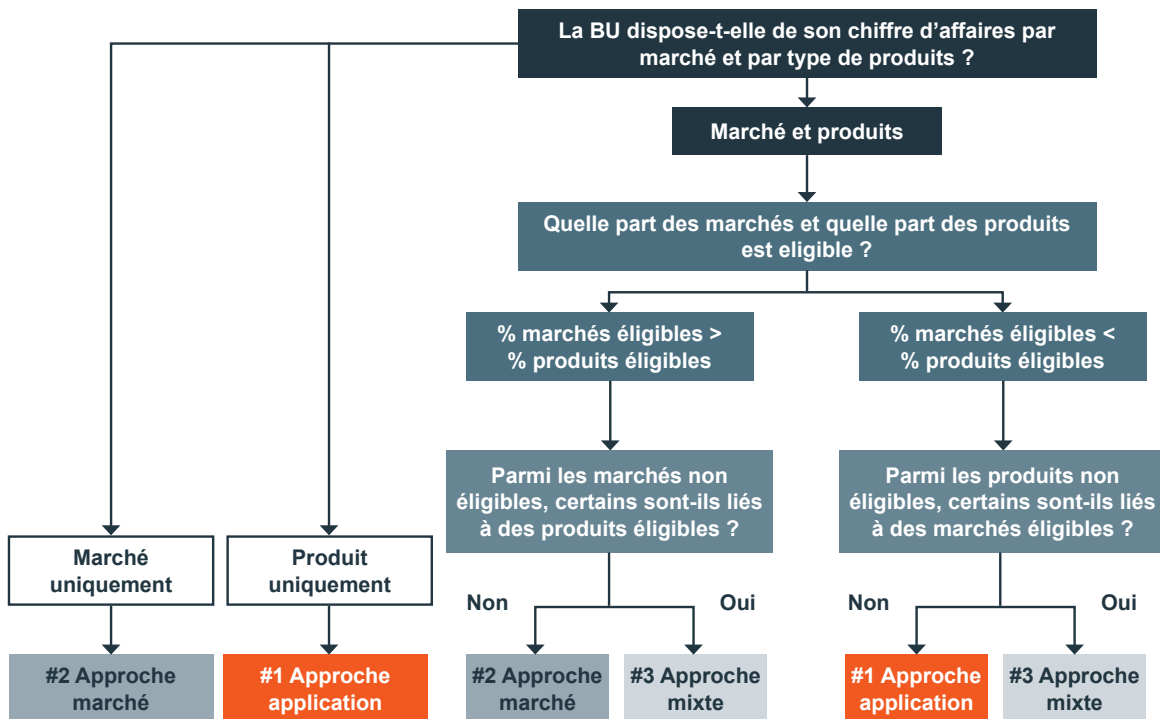 La BU dispose-t-elle de son chiffre d’affaires par
marché et par type de produits ?
Marché et produits
Quelle part des marchés et quelle part des produits
est eligible ?
% marchés éligibles >
% produits éligibles
% marchés éligibles <
% produits éligibles
Parmi les marchés non
éligibles, certains sont-ils liés
à des produits éligibles ?
Parmi les produits non
éligibles, certains sont-ils liés
à des marchés éligibles ?
Marché
uniquement
Produit
uniquement
Non
Oui
Non
Oui
#2 Approche
marché
#1 Approche
application
#2 Approche
marché
#3 Approche
mixte
#1 Approche
application
#3 Approche
mixte